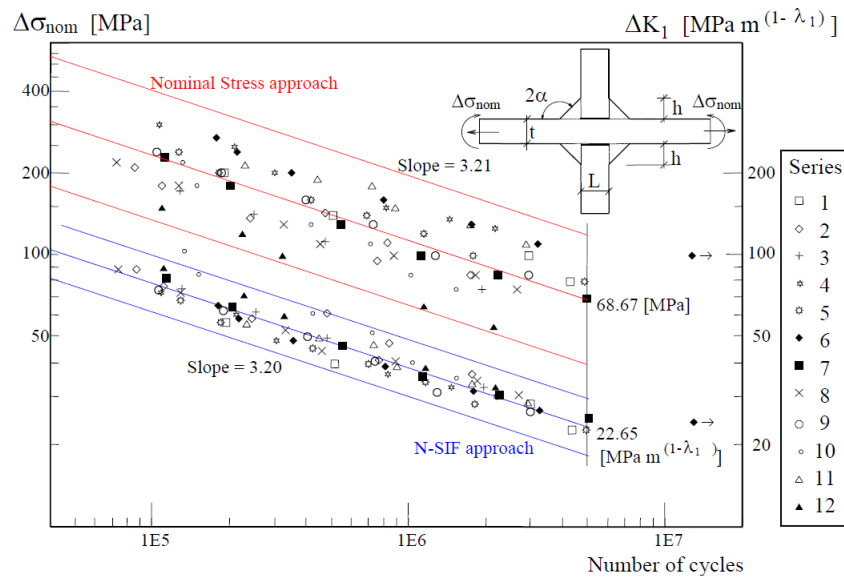 Δσnom [MPa]
ΔK1 [MPa m(1- λ1)]
400
200
100
50
Nominal Stress approach
Slope = 3.21
2α
h
Δσnom
Δσnom
t
h
L
200
100
50
20
68.67 [MPa]
Slope = 3.20
22.65
[MPa m(1-λ1)]
N-SIF approach
1E5
1E6
1E7
Number of cycles
Series
1
2
3
4
5
6
7
8
9
10
11
12